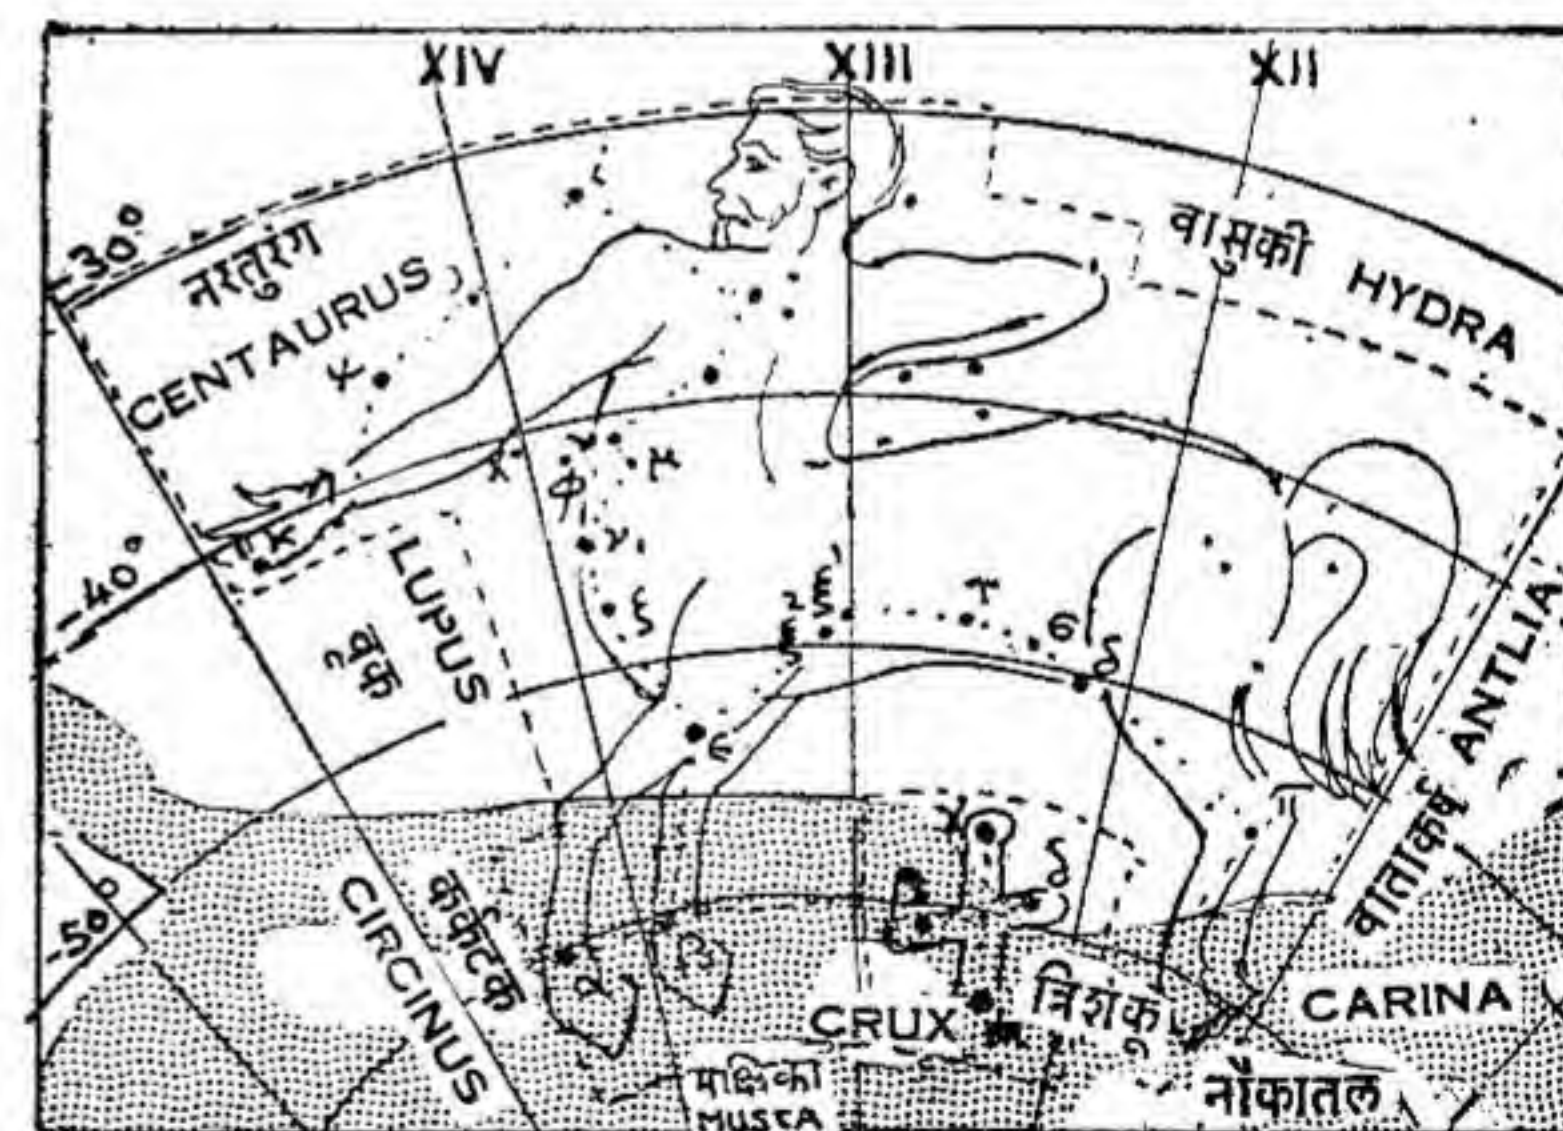 XIV XIII XII
30°
नरतुरंग
CENTAURUS
वासुकी HYDRA
40°
LUPUS
वृक
ANTLIA
वाताकर्ष
50
CIRCINUS
कर्कटक
CRUX
त्रिशंकू
CARINA
नौकातल
मक्षिका
MUSCA
χ
φ
μ
ξ
ε
δ
γ
δ
α
β